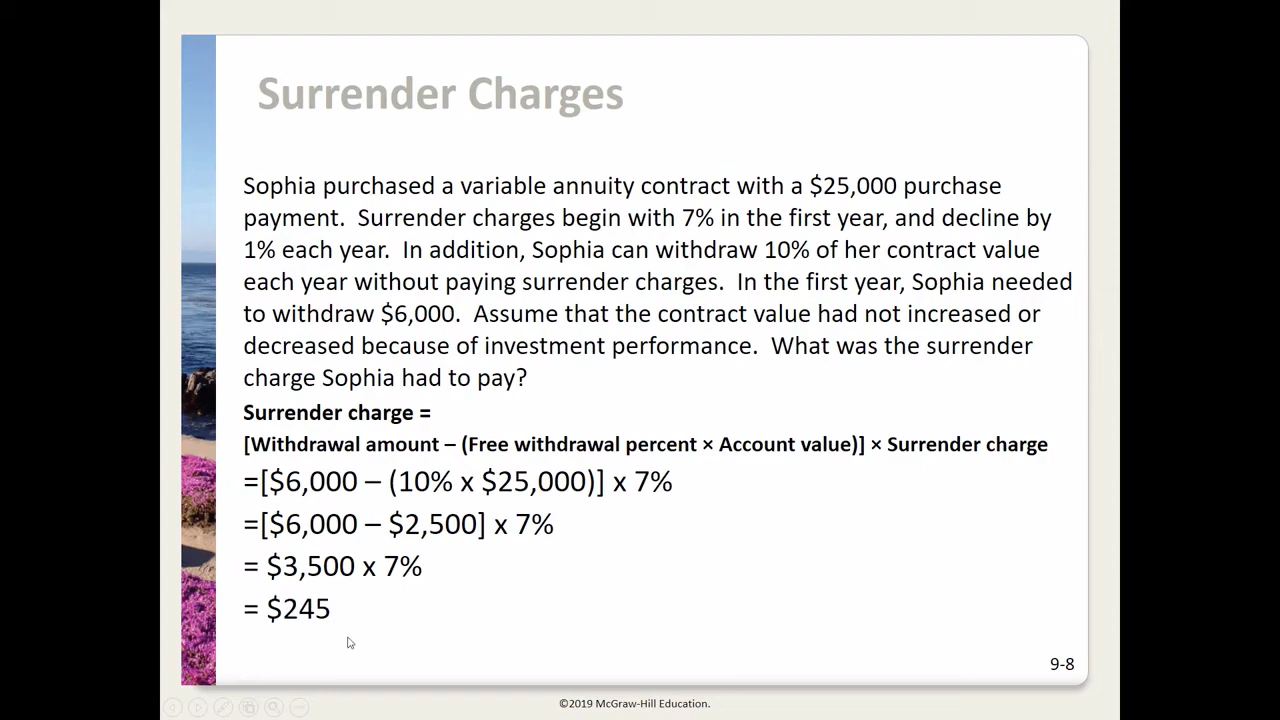 Surrender Charges
Sophia purchased a variable annuity contract with a $25,000 purchase
payment.  Surrender charges begin with 7% in the first year, and decline by
1% each year.  In addition, Sophia can withdraw 10% of her contract value
each year without paying surrender charges.  In the first year, Sophia needed
to withdraw $6,000.  Assume that the contract value had not increased or
decreased because of investment performance.  What was the surrender
charge Sophia had to pay?
Surrender charge =
[Withdrawal amount – (Free withdrawal percent × Account value)] × Surrender charge
=[$6,000 – (10% x $25,000)] x 7%
=[$6,000 – $2,500] x 7%
= $3,500 x 7%
= $245
9-8
©2019 McGraw-Hill Education.